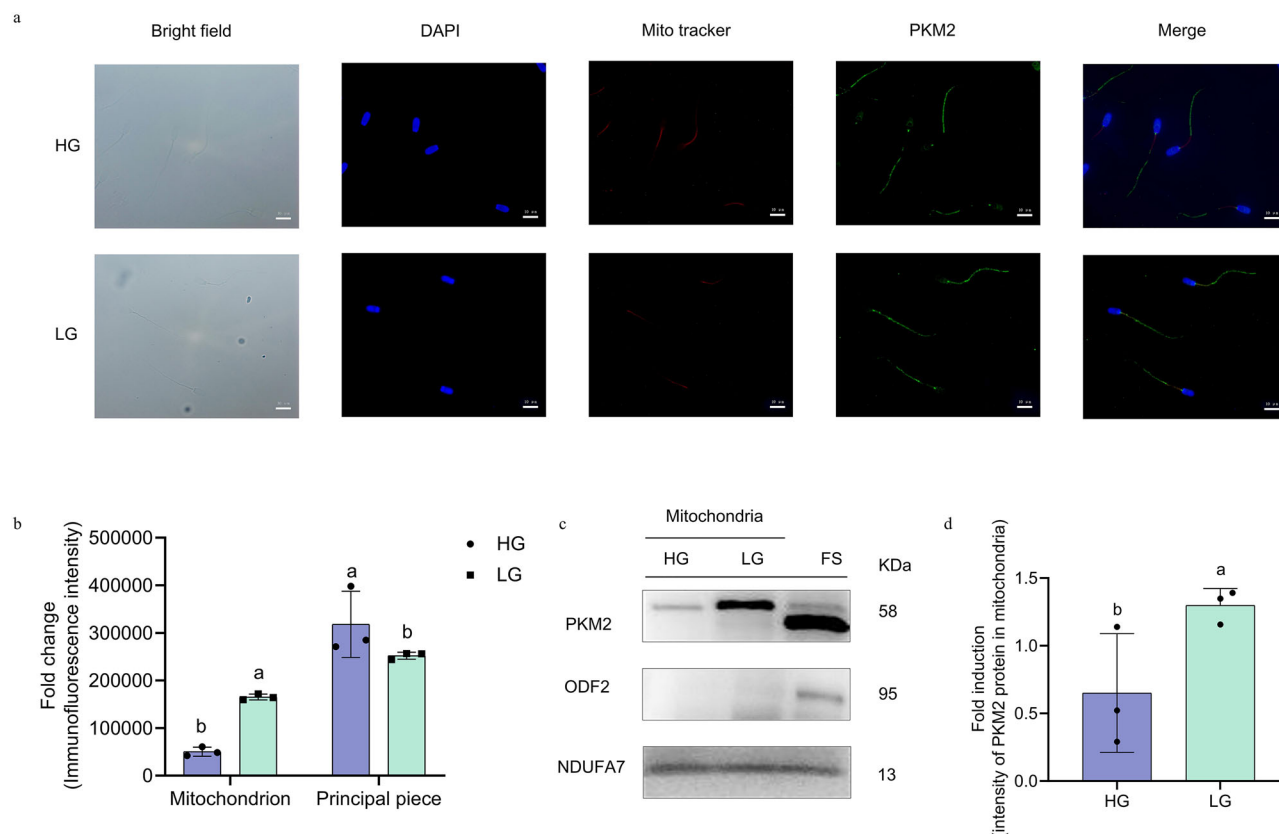 a
Bright field
DAPI
Mito tracker
PKM2
Merge
HG
LG
b
Fold change
(Immunofluorescence intensity)
500000
400000
300000
200000
100000
0
b
a
a
b
Mitochondrion
Principal piece
HG
LG
c
Mitochondria
HG
LG
FS
KDa
PKM2
58
ODF2
95
NDUFA7
13
d
Fold induction
(intensity of PKM2 protein in mitochondria)
1.5
1.0
0.5
0.0
b
a
HG
LG